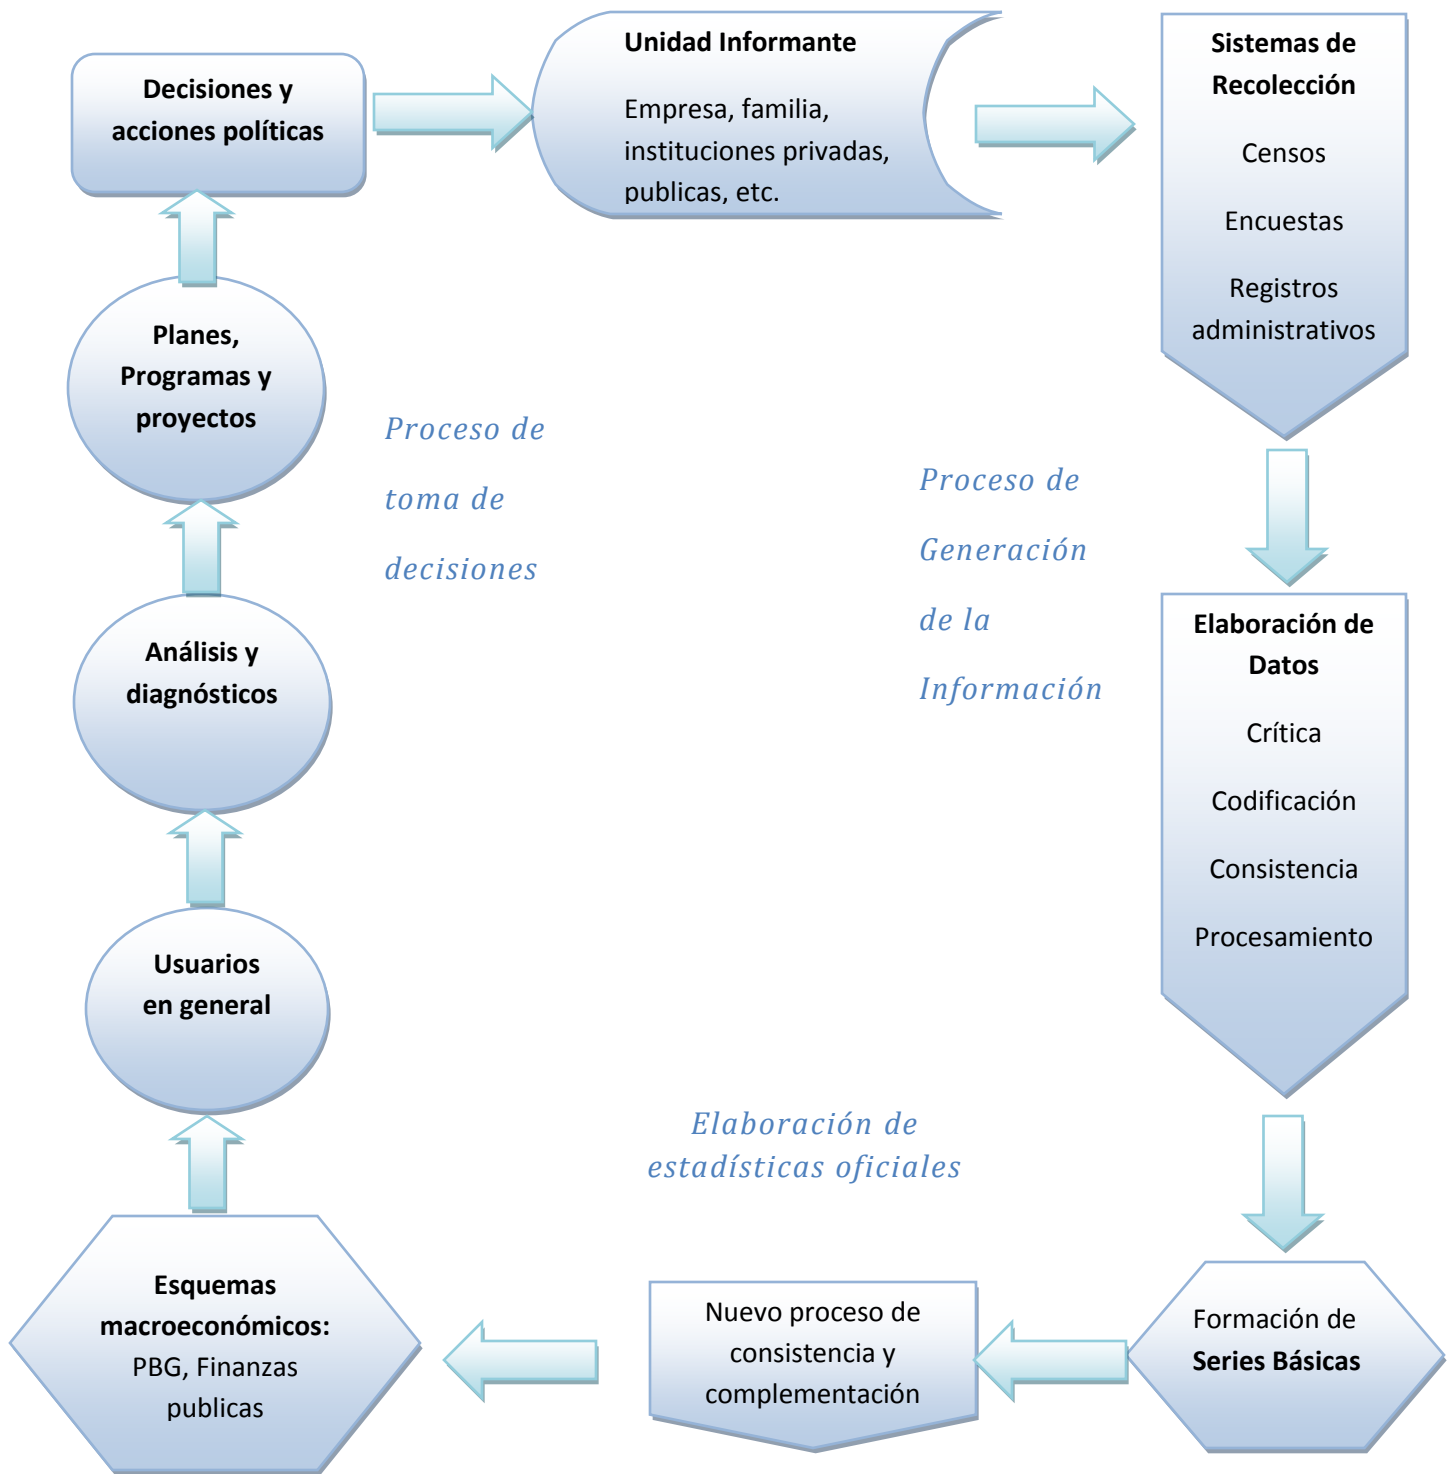 Decisiones y
acciones políticas
Unidad Informante
Empresa, familia,
instituciones privadas,
publicas, etc.
Sistemas de
Recolección
Censos
Encuestas
Registros
administrativos
Planes,
Programas y
proyectos
Proceso de
toma de
decisiones
Proceso de
Generación
de la
Información
Elaboración de
Datos
Crítica
Codificación
Consistencia
Procesamiento
Análisis y
diagnósticos
Usuarios
en general
Elaboración de
estadísticas oficiales
Esquemas
macroeconómicos:
PBG, Finanzas
publicas
Nuevo proceso de
consistencia y
complementación
Formación de
Series Básicas